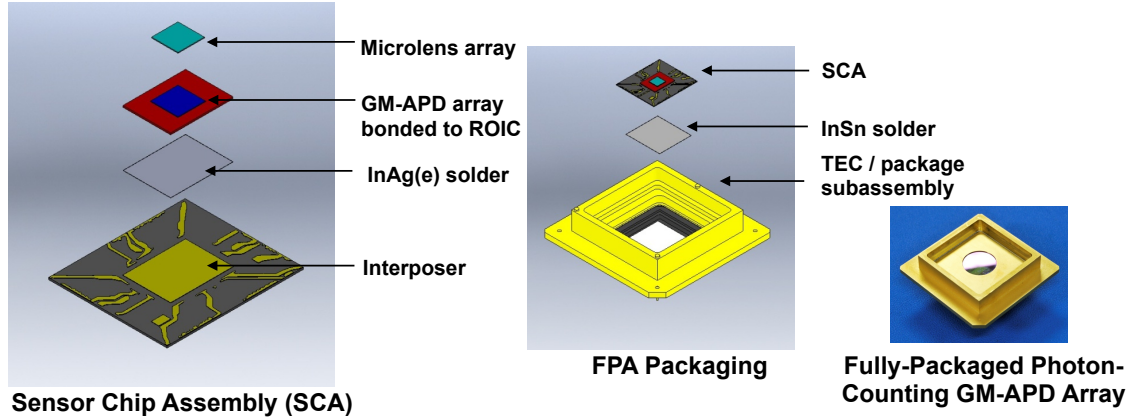 Microlens array
GM-APD array
bonded to ROIC
InAg(e) solder
Interposer
Sensor Chip Assembly (SCA)
SCA
InSn solder
TEC / package
subassembly
FPA Packaging
Fully-Packaged Photon-
Counting GM-APD Array